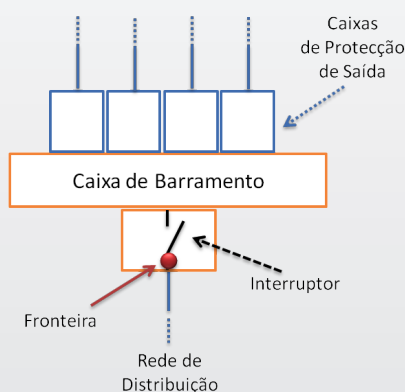 Caixas
de Protecção
de Saída
Caixa de Barramento
Interruptor
Fronteira
Rede de
Distribuição